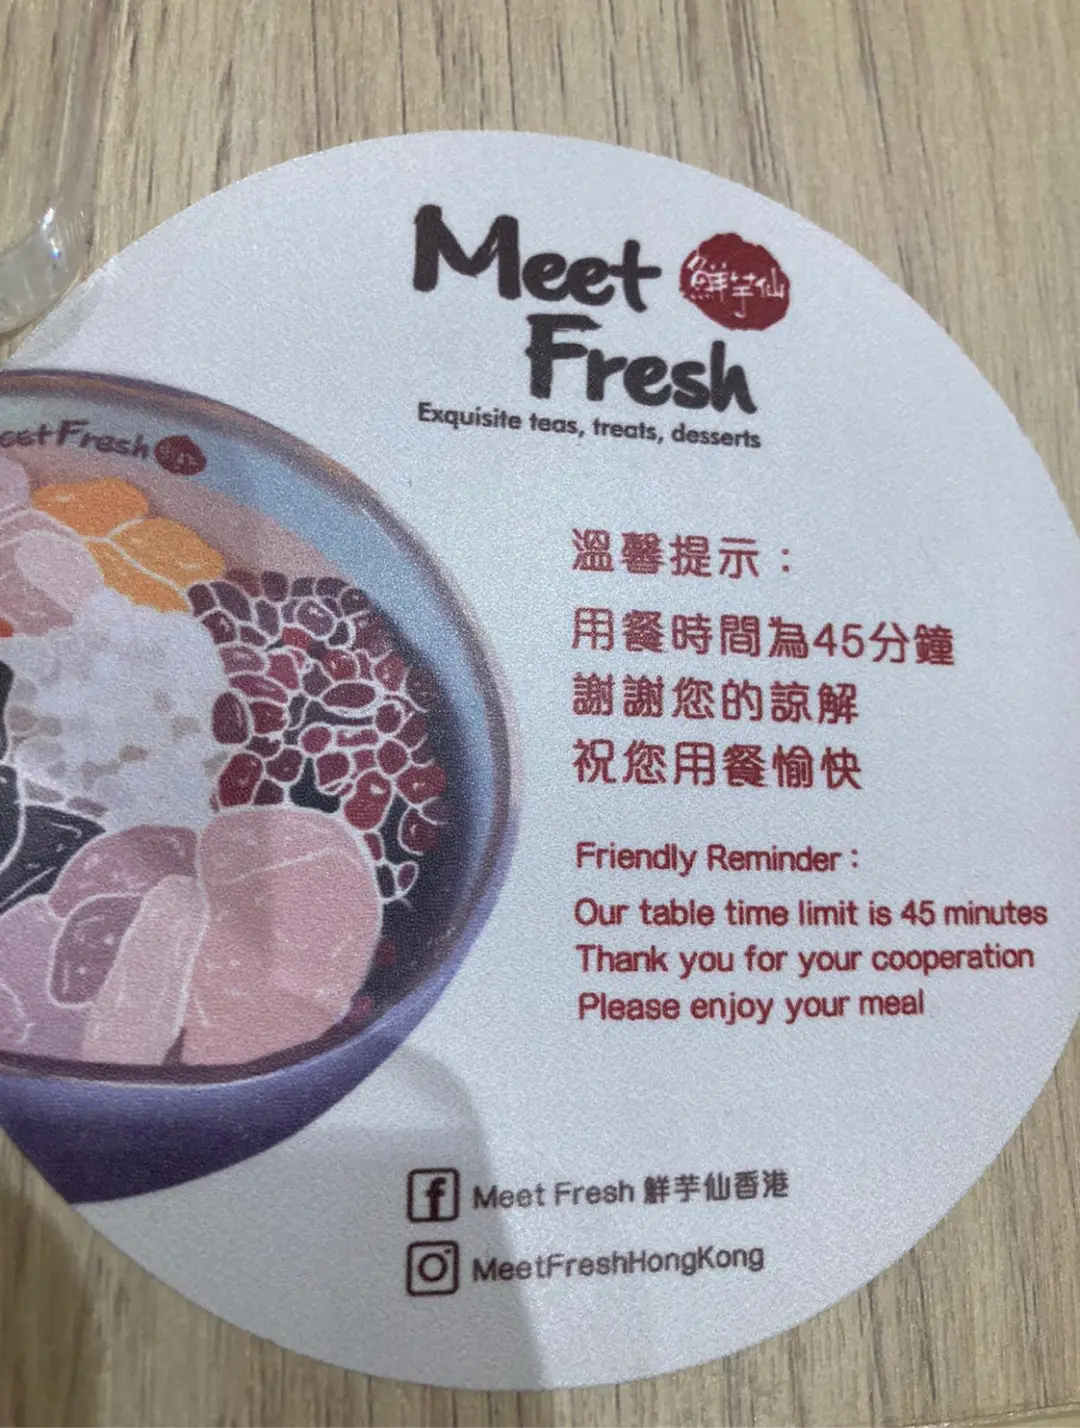 Meet
鮮芋仙
Fresh
Exquisite teas, treats, desserts
Fresh
溫馨提示：
用餐時間為45分鐘
謝謝您的諒解
祝您用餐愉快
Friendly Reminder：
Our table time limit is 45 minutes
Thank you for your cooperation
Please enjoy your meal
Meet Fresh 鮮芋仙香港
MeetFreshHongKong